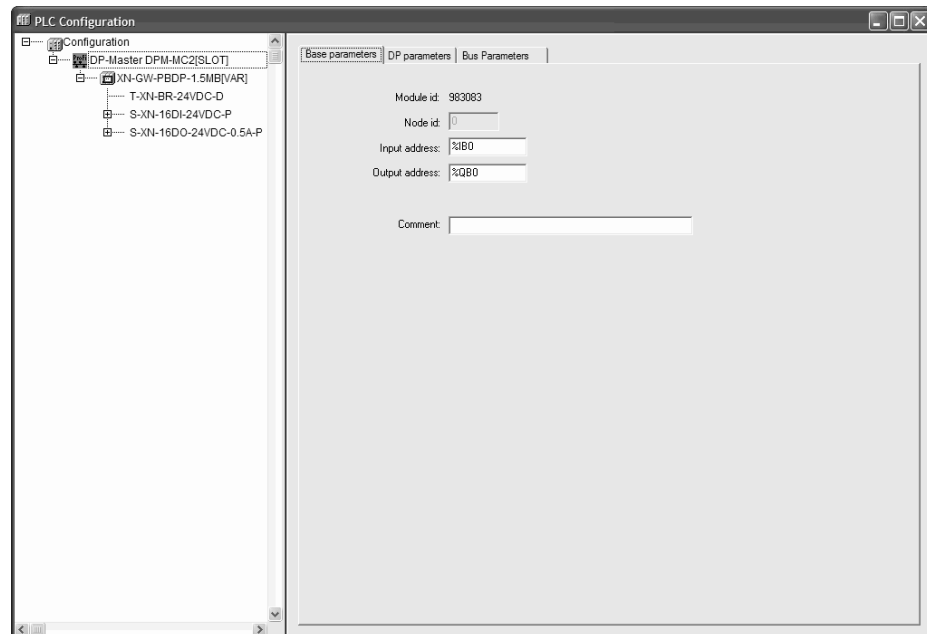 PLC Configuration
Configuration
DP-Master DPM-MC2[SLOT]
XN-GW-PBDP-1.5MB[VAR]
T-XN-BR-24VDC-D
S-XN-16DI-24VDC-P
S-XN-16DO-24VDC-0.5A-P
Base parameters DP parameters Bus Parameters
Module id: 983083
Node id: 0
Input address: %IB0
Output address: %QB0
Comment: